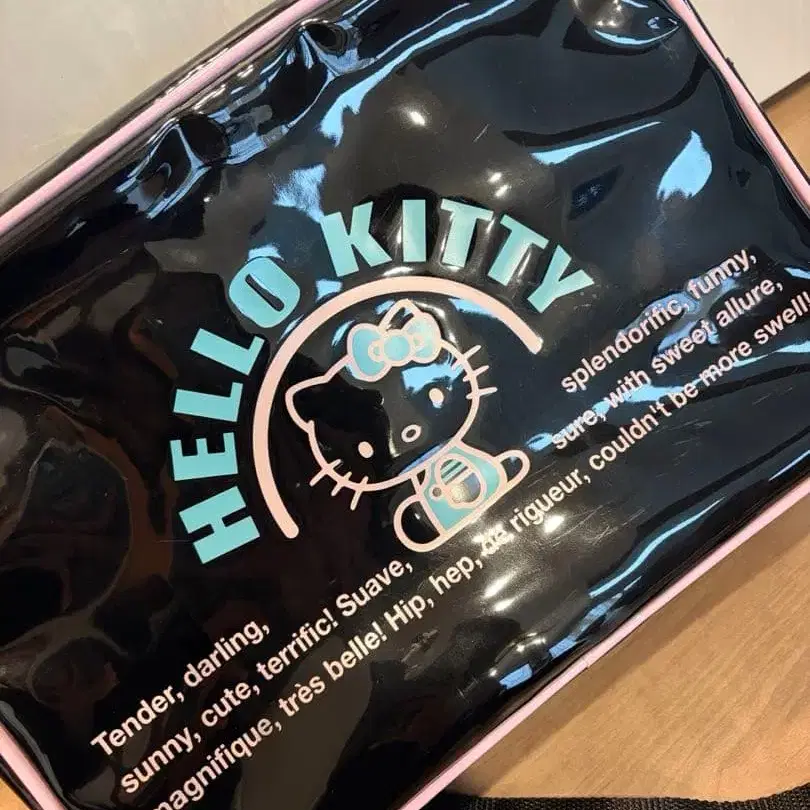 HELLO KITTY
Tender, darling, splendorific, funny,
sunny, cute, terrific! Suave, sure, with sweet allure,
magnifique, très belle! Hip, hep, de rigueur, couldn't be more swell!